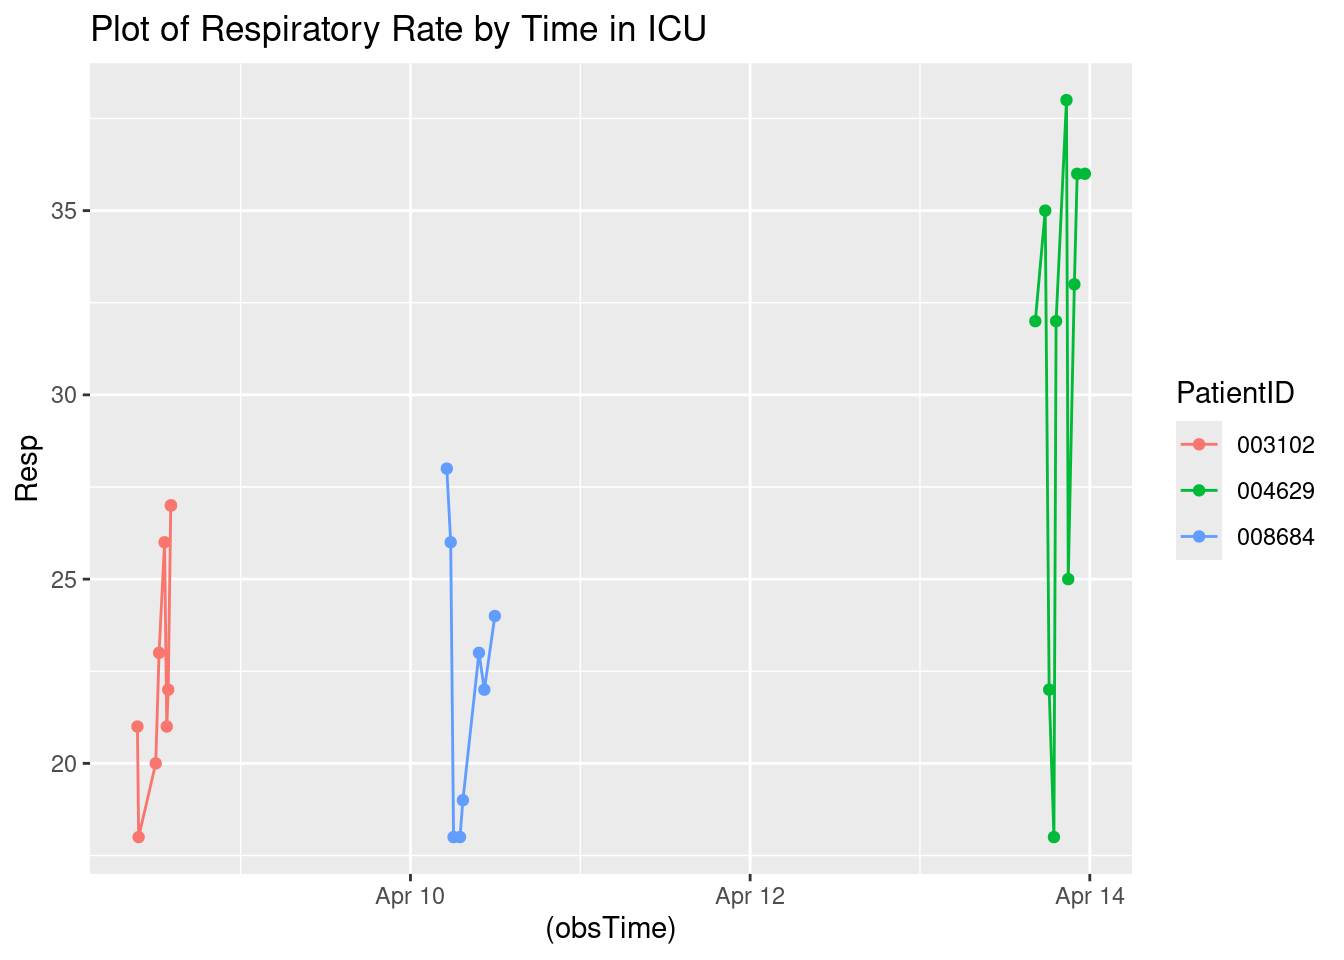 Plot of Respiratory Rate by Time in ICU
Resp
35
30
25
20
Apr 10
Apr 12
Apr 14
(obsTime)
PatientID
003102
004629
008684